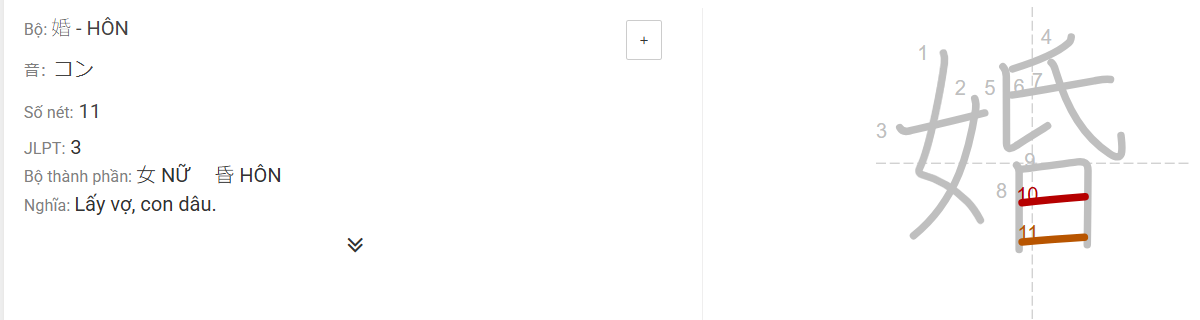 Bộ: 婚 - HÔN
+
音: コン
Số nét: 11
JLPT: 3
Bộ thành phần: 女 NỮ 昏 HÔN
Nghĩa: Lấy vợ, con dâu.
婚
1
2
3
4
5
6
7
8
9
10
11